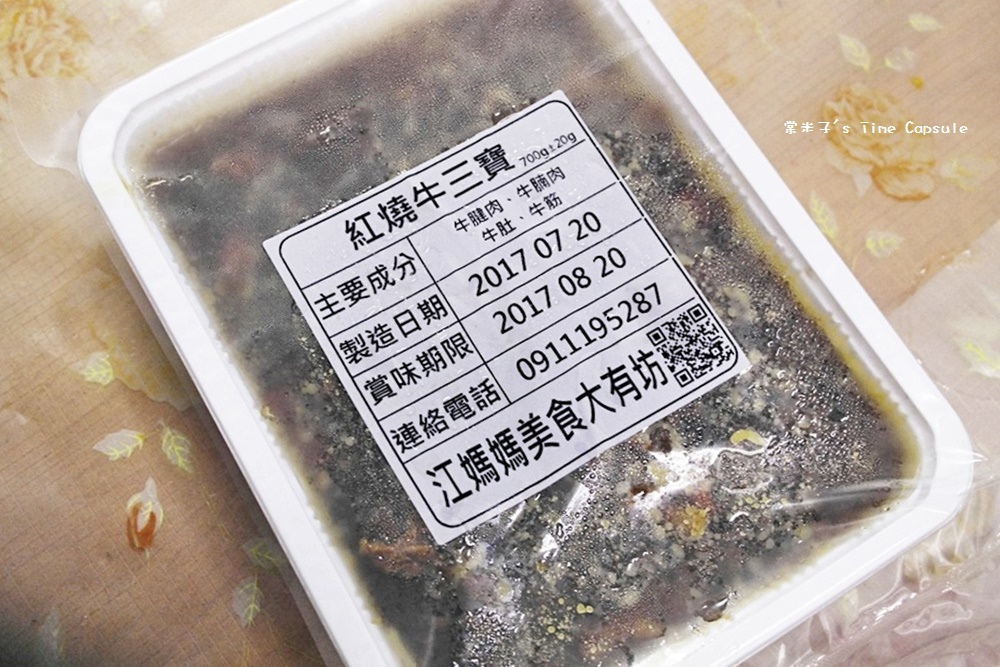 紅燒牛三寶 700g±20g
主要成分 牛腱肉、牛腩肉
牛肚、牛筋
製造日期 2017 07 20
賞味期限 2017 08 20
連絡電話 0911195287
江媽媽美食大有坊
棠米子's Time Capsule